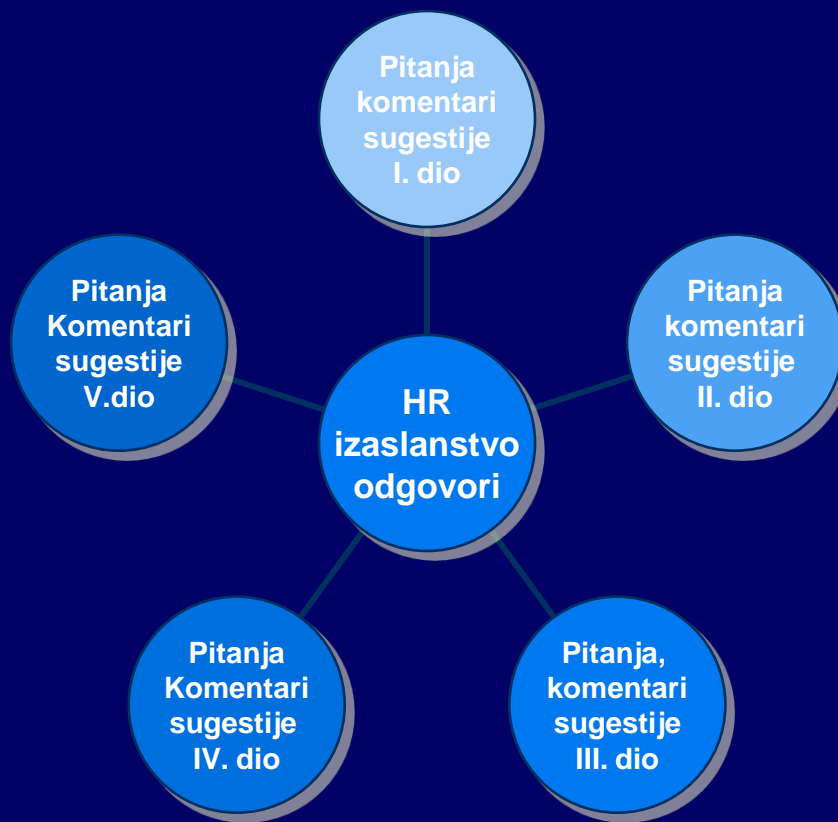 Pitanja
komentari
sugestije
I. dio
Pitanja
komentari
sugestije
II. dio
Pitanja,
komentari
sugestije
III. dio
Pitanja
Komentari
sugestije
IV. dio
Pitanja
Komentari
sugestije
V.dio
HR
izaslanstvo
odgovori